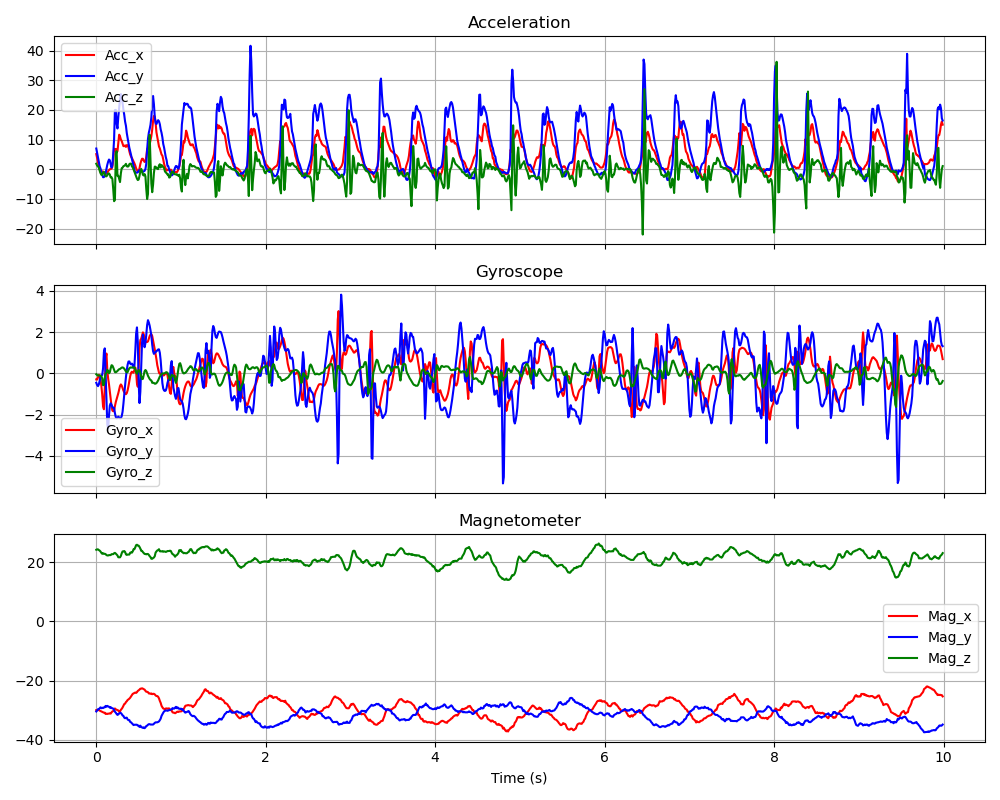 Acceleration
40
30
20
10
0
−10
−20
Acc_x
Acc_y
Acc_z
Gyroscope
4
2
0
−2
−4
Gyro_x
Gyro_y
Gyro_z
Magnetometer
20
0
−20
−40
Mag_x
Mag_y
Mag_z
0 2 4 6 8 10
Time (s)